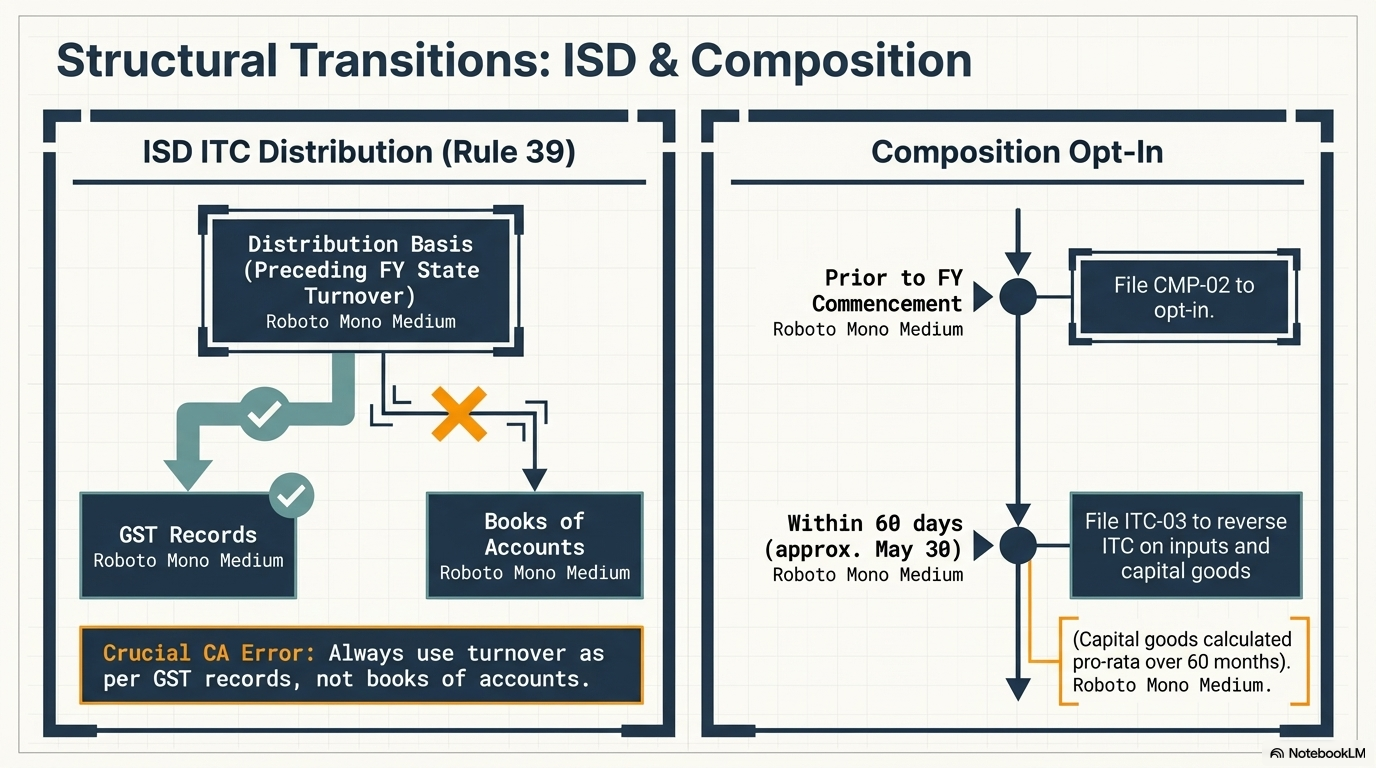 Structural Transitions: ISD & Composition
ISD ITC Distribution (Rule 39)
Distribution Basis
(Preceding FY State
Turnover)
Roboto Mono Medium
GST Records
Roboto Mono Medium
Books of
Accounts
Roboto Mono Medium
Crucial CA Error: Always use turnover as
per GST records, not books of accounts.
Composition Opt-In
Prior to FY
Commencement
Roboto Mono Medium
File CMP-02 to
opt-in.
Within 60 days
(approx. May 30)
Roboto Mono Medium
File ITC-03 to reverse
ITC on inputs and
capital goods
(Capital goods calculated
pro-rata over 60 months).
Roboto Mono Medium.
NotebookLM